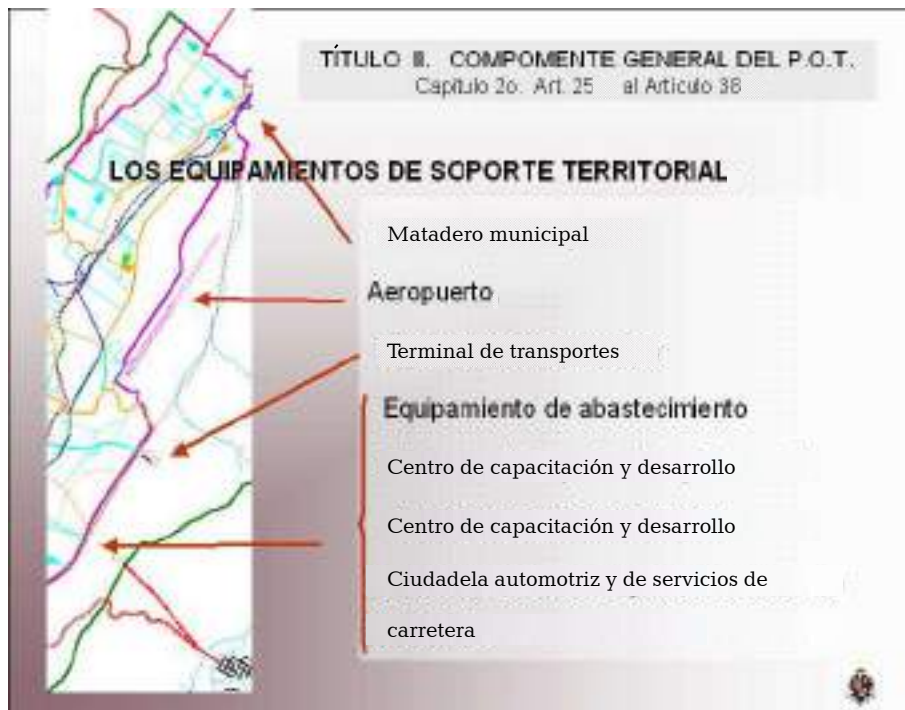 TÍTULO II. COMPOMENTE GENERAL DEL P.O.T.
Capítulo 2o. Art. 25 al Artículo 38
LOS EQUIPAMIENTOS DE SOPORTE TERRITORIAL
Matadero municipal
Aeropuerto
Terminal de transportes
Equipamiento de abastecimiento
Centro de capacitación y desarrollo
Centro de capacitación y desarrollo
Ciudadela automotriz y de servicios de
carretera